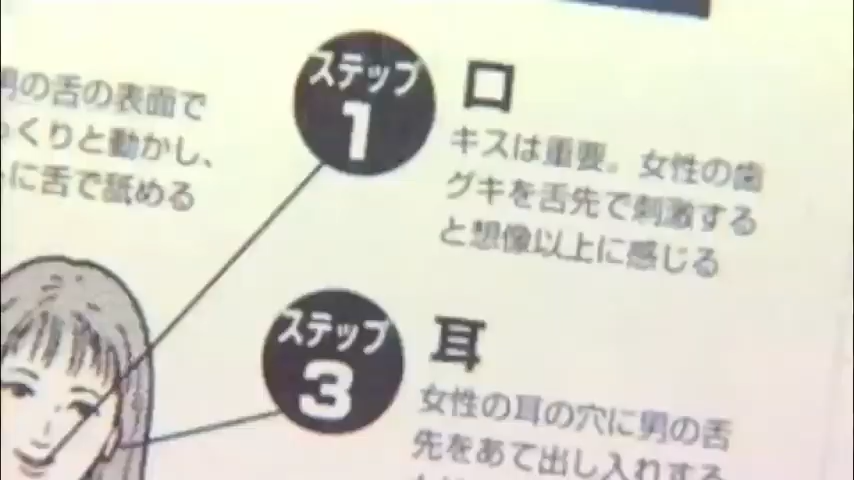 の舌の表面で
くりと動かし、
に舌で舐める
ステップ
1
口
キスは重要。女性の歯
グキを舌先で刺激する
と想像以上に感じる
ステップ
3
耳
女性の耳の穴に男の舌
先をあて出し入れする